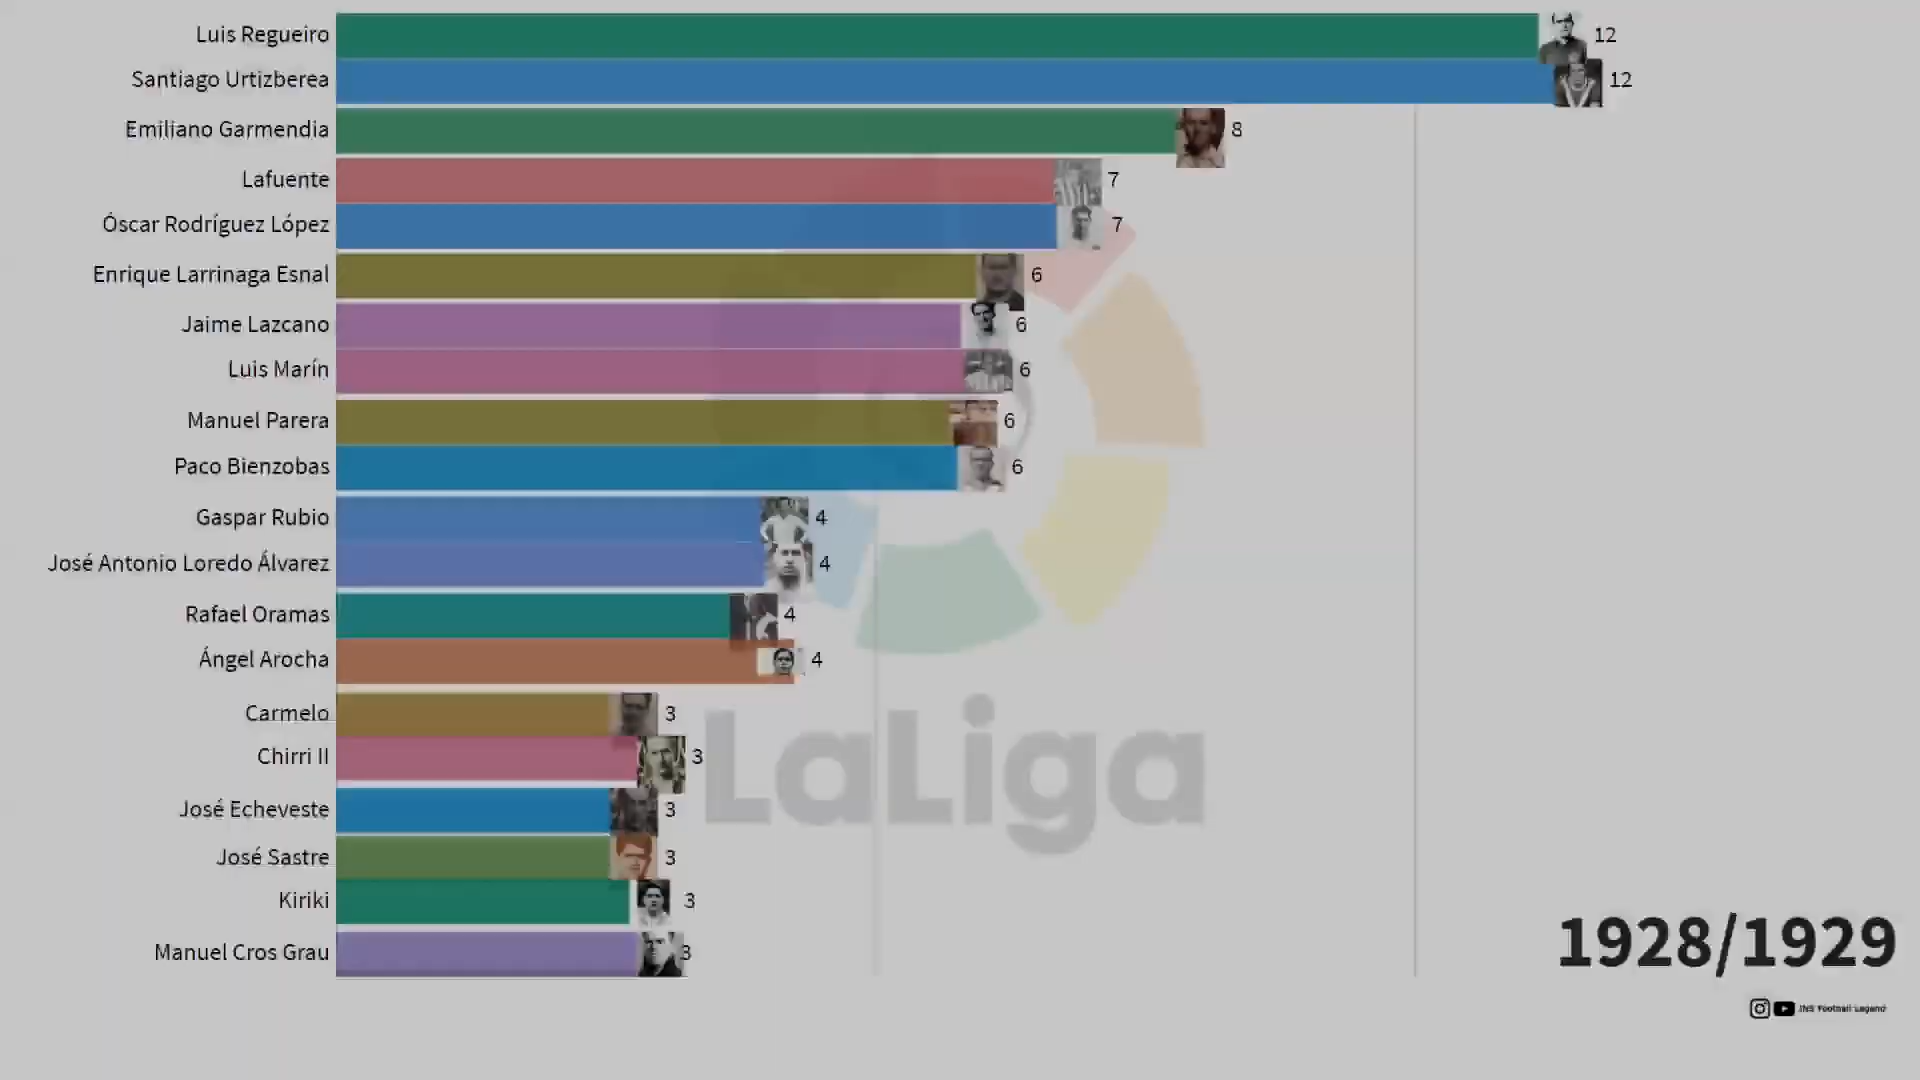 Luis Regueiro 12
Santiago Urtizberea 12
Emiliano Garmendia 8
Lafuente 7
Óscar Rodríguez López 7
Enrique Larrinaga Esnal 6
Jaime Lazcano 6
Luis Marín 6
Manuel Parera 6
Paco Bienzobas 6
Gaspar Rubio 4
José Antonio Loredo Álvarez 4
Rafael Oramas 4
Ángel Arocha 4
Carmelo 3
Chirri II 3
José Echeveste 3
José Sastre 3
Kiriki 3
Manuel Cros Grau 3
LaLiga
1928/1929
JNS Football Legend